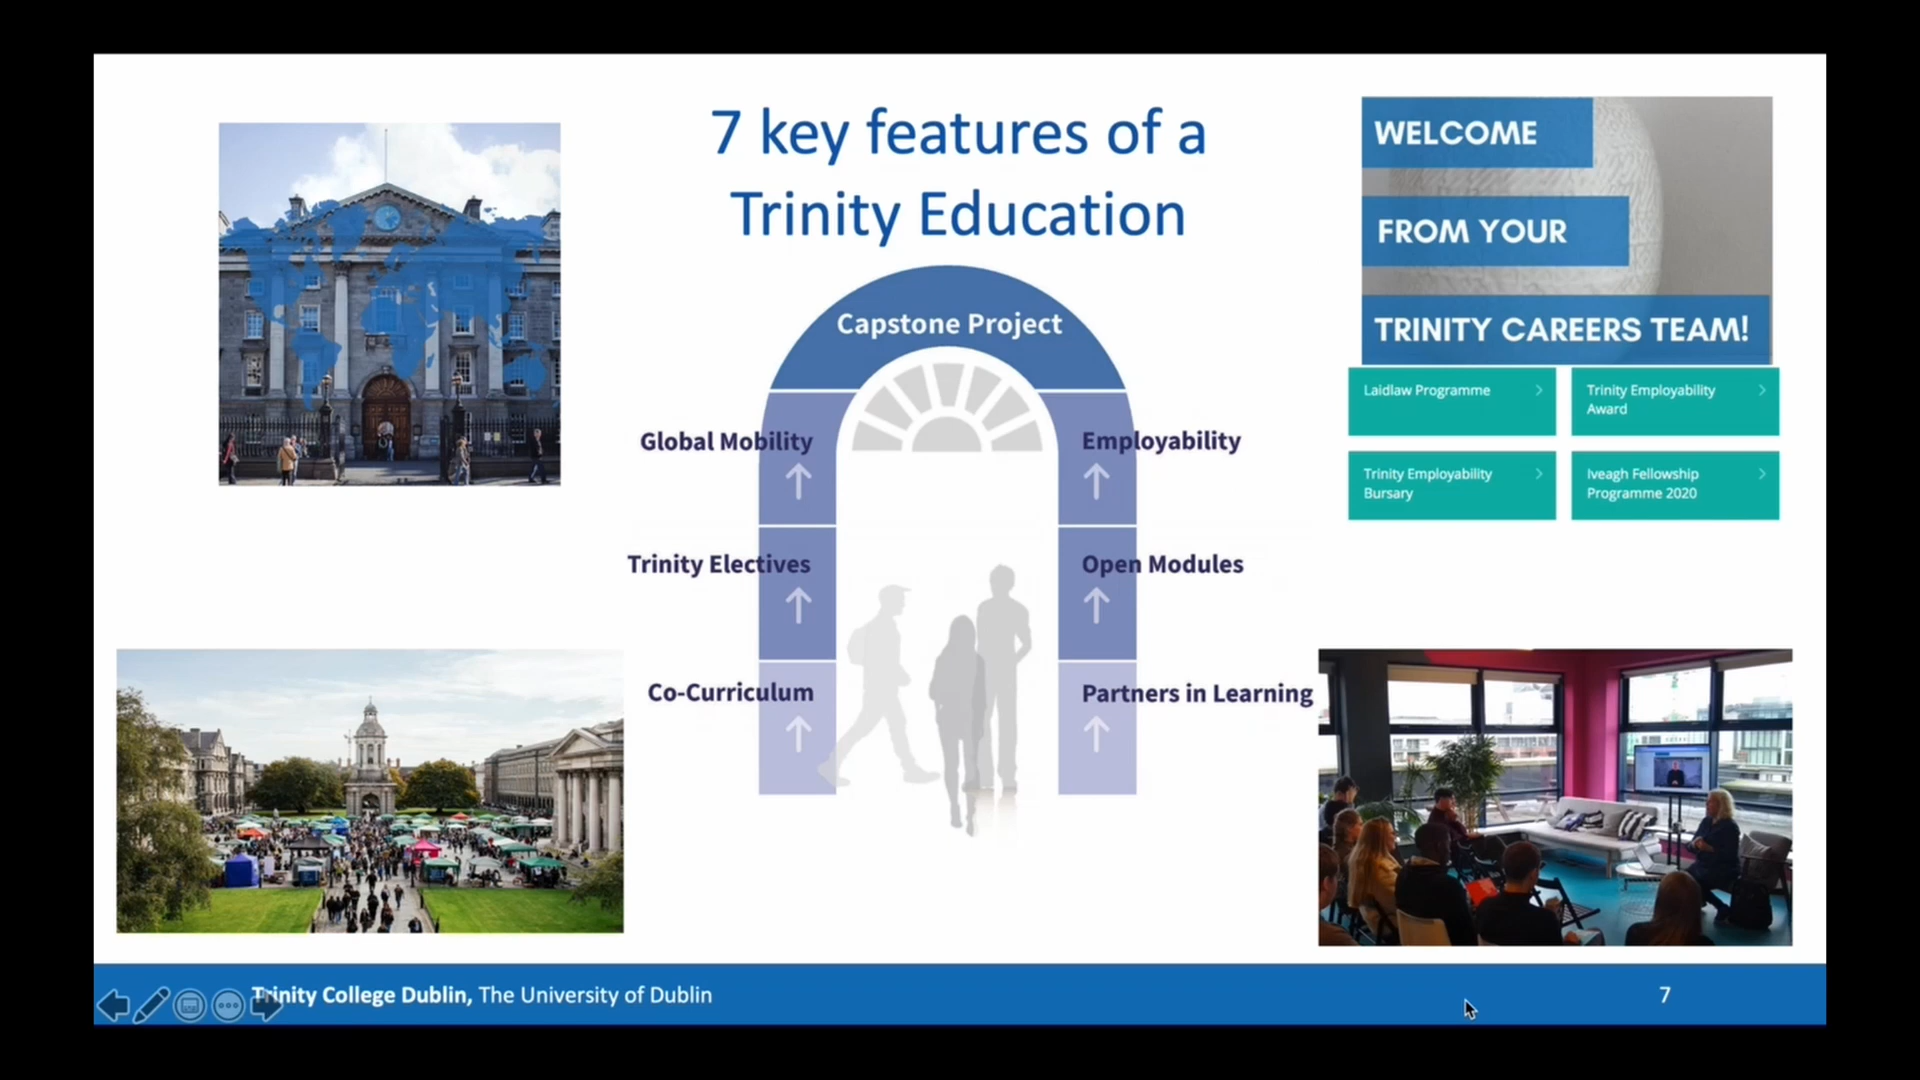 7 key features of a
Trinity Education
WELCOME
FROM YOUR
TRINITY CAREERS TEAM!
Laidlaw Programme
Trinity Employability
Award
Trinity Employability
Bursary
Iveagh Fellowship
Programme 2020
Capstone Project
Global Mobility
Employability
Trinity Electives
Open Modules
Co-Curriculum
Partners in Learning
Trinity College Dublin, The University of Dublin
7